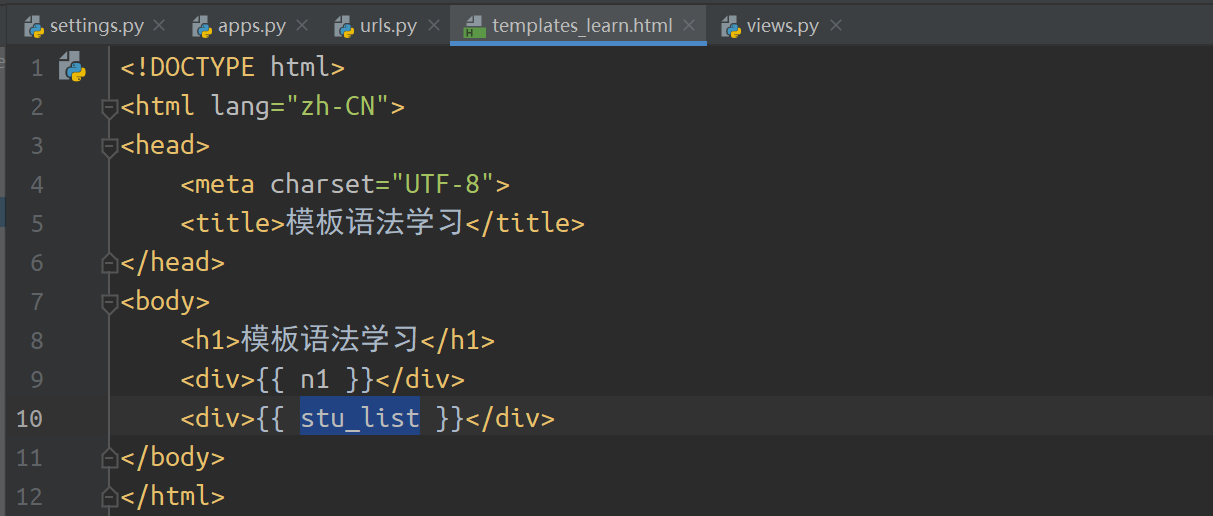 settings.py apps.py urls.py templates_learn.html views.py
1 <!DOCTYPE html>
2 <html lang="zh-CN">
3 <head>
4     <meta charset="UTF-8">
5     <title>模板语法学习</title>
6 </head>
7 <body>
8     <h1>模板语法学习</h1>
9     <div>{{ n1 }}</div>
10     <div>{{ stu_list }}</div>
11 </body>
12 </html>